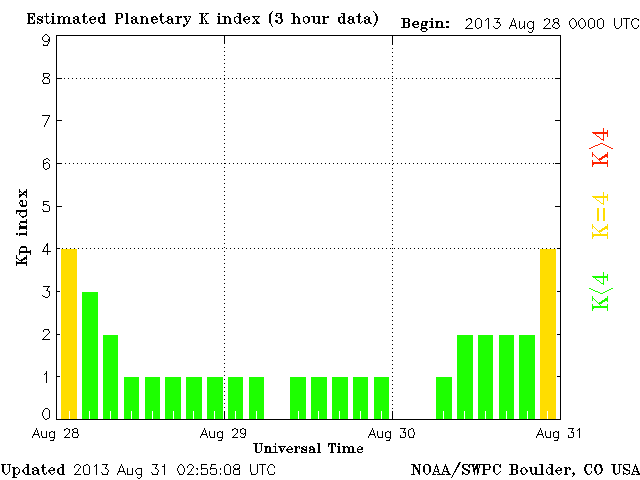 Estimated Planetary K index (3 hour data) Begin: 2013 Aug 28 0000 UTC
9
8
7
6
5
4
3
2
1
0
Kp index
K>4
K=4
K<4
Aug 28 Aug 29 Aug 30 Aug 31
Universal Time
Updated 2013 Aug 31 02:55:08 UTC NOAA/SWPC Boulder, CO USA